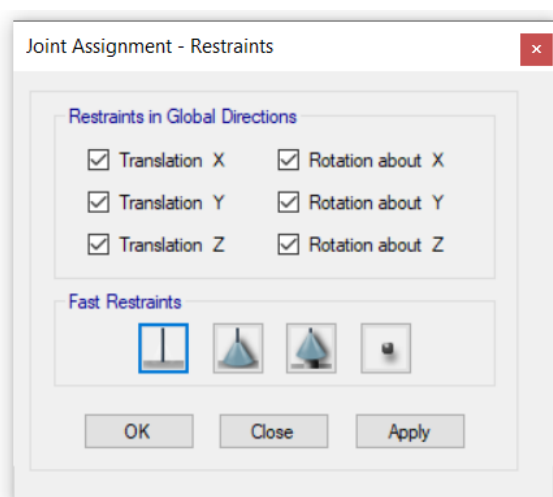 Joint Assignment - Restraints
Restraints in Global Directions
Translation X Rotation about X
Translation Y Rotation about Y
Translation Z Rotation about Z
Fast Restraints
OK Close Apply